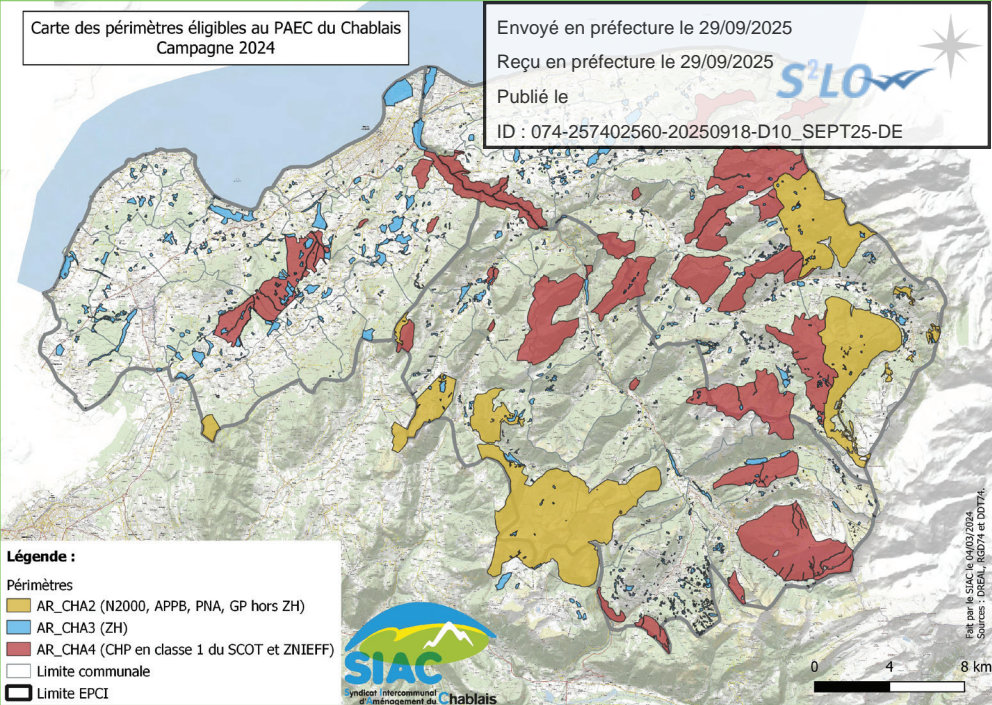 Carte des périmètres éligibles au PAEC du Chablais
Campagne 2024
Envoyé en préfecture le 29/09/2025
Reçu en préfecture le 29/09/2025
Publié le
ID : 074-257402560-20250918-D10_SEPT25-DE
S²LO
Légende :
Périmètres
AR_CHA2 (N2000, APPB, PNA, GP hors ZH)
AR_CHA3 (ZH)
AR_CHA4 (CHP en classe 1 du SCOT et ZNIEFF)
Limite communale
Limite EPCI
SIAC
Syndicat Intercommunal
d'Aménagement du Chablais
Fait par le SIAC le 04/03/2024
Sources : DREAL, RGD74 et DDT74.
0 4 8 km